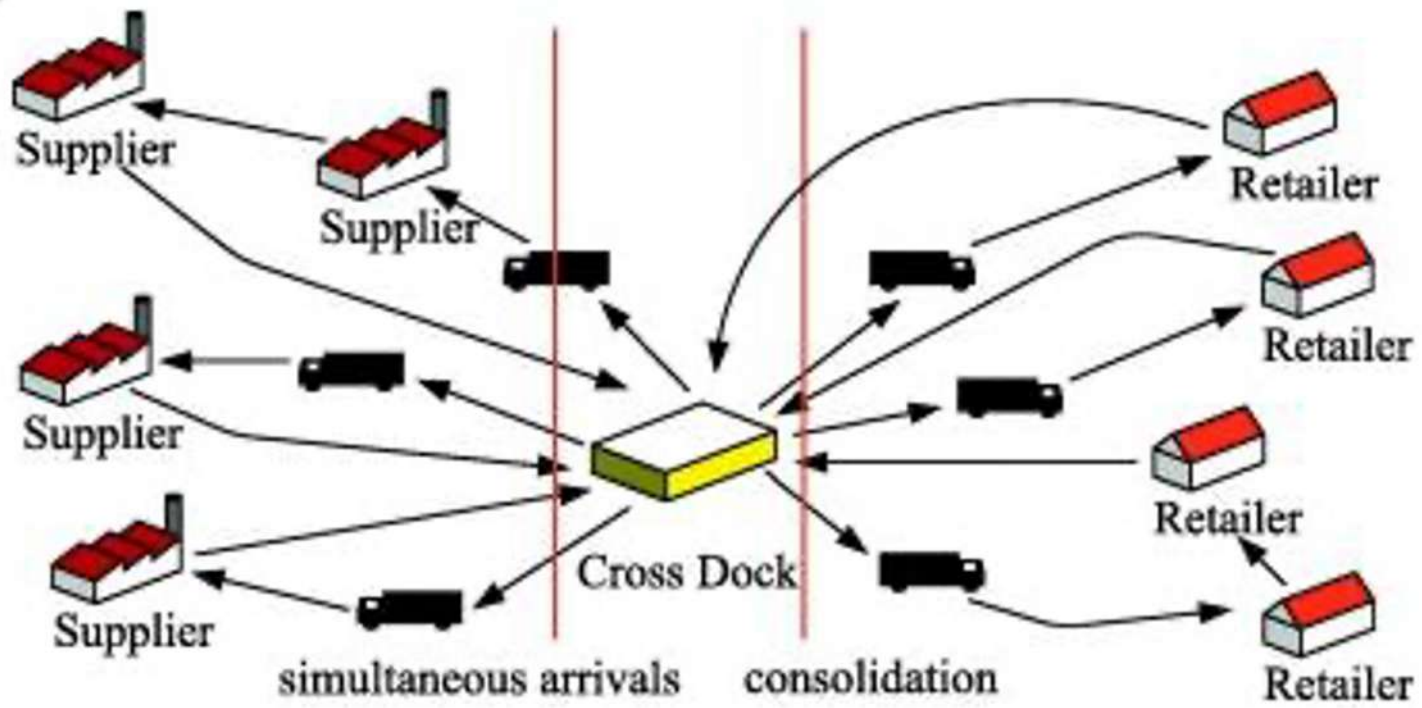 Supplier
Supplier
Supplier
Supplier
Cross Dock
simultaneous arrivals
consolidation
Retailer
Retailer
Retailer
Retailer